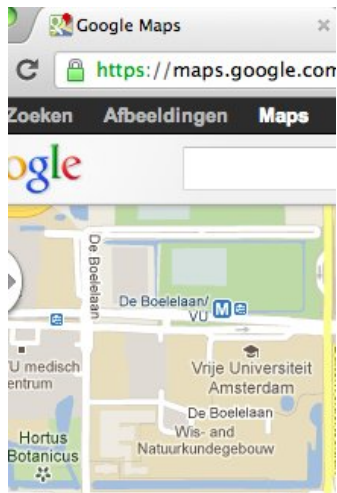 Google Maps
https://maps.google.com
Zoeken Afbeeldingen Maps
ogle
De Boelelaan
De Boelelaan/
VU
M
VU medisch
entrum
Vrije Universiteit
Amsterdam
De Boelelaan
Wis- and
Natuurkundegebouw
Hortus
Botanicus